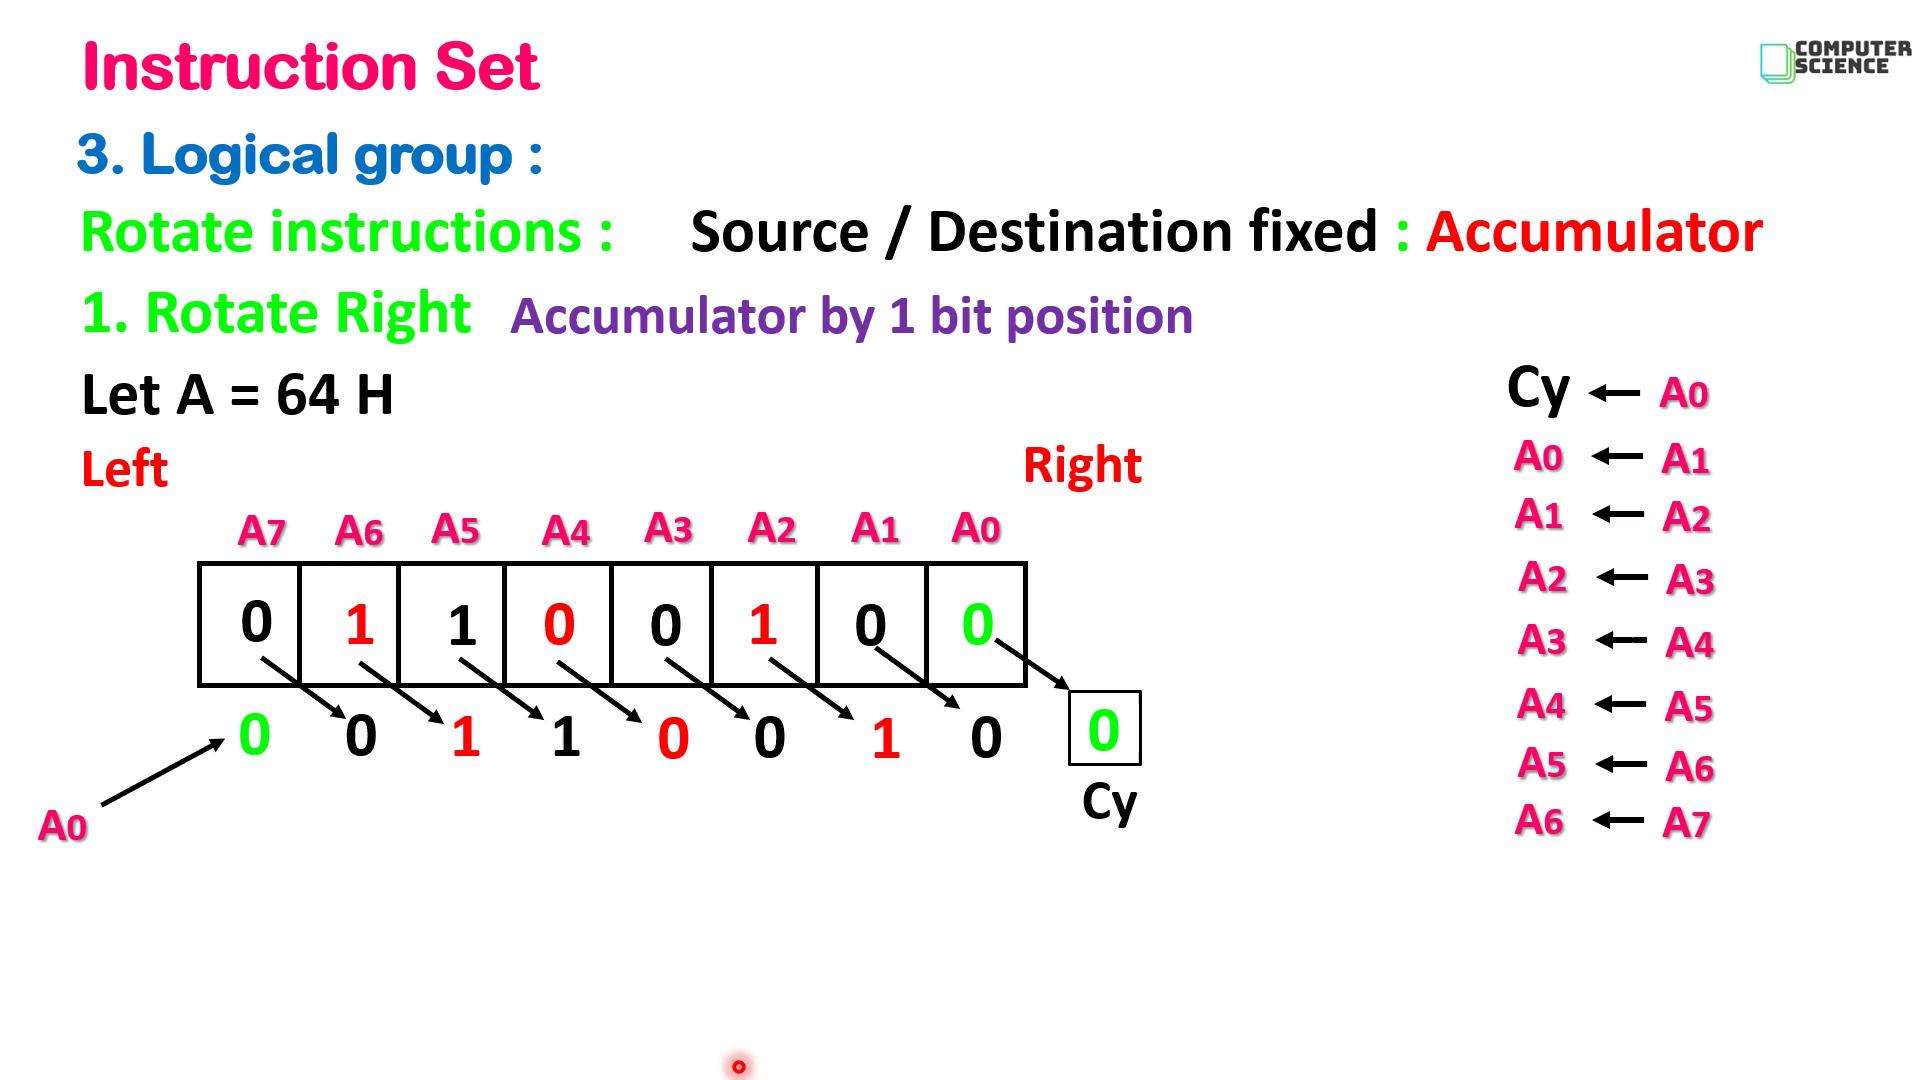 Instruction Set
COMPUTER
SCIENCE
3. Logical group :
Rotate instructions : Source / Destination fixed : Accumulator
1. Rotate Right Accumulator by 1 bit position
Let A = 64 H
Left Right
A7 A6 A5 A4 A3 A2 A1 A0
0 1 1 0 0 1 0 0
0 0 1 1 0 0 1 0 0
Cy
A0
Cy ← A0
A0 ← A1
A1 ← A2
A2 ← A3
A3 ← A4
A4 ← A5
A5 ← A6
A6 ← A7